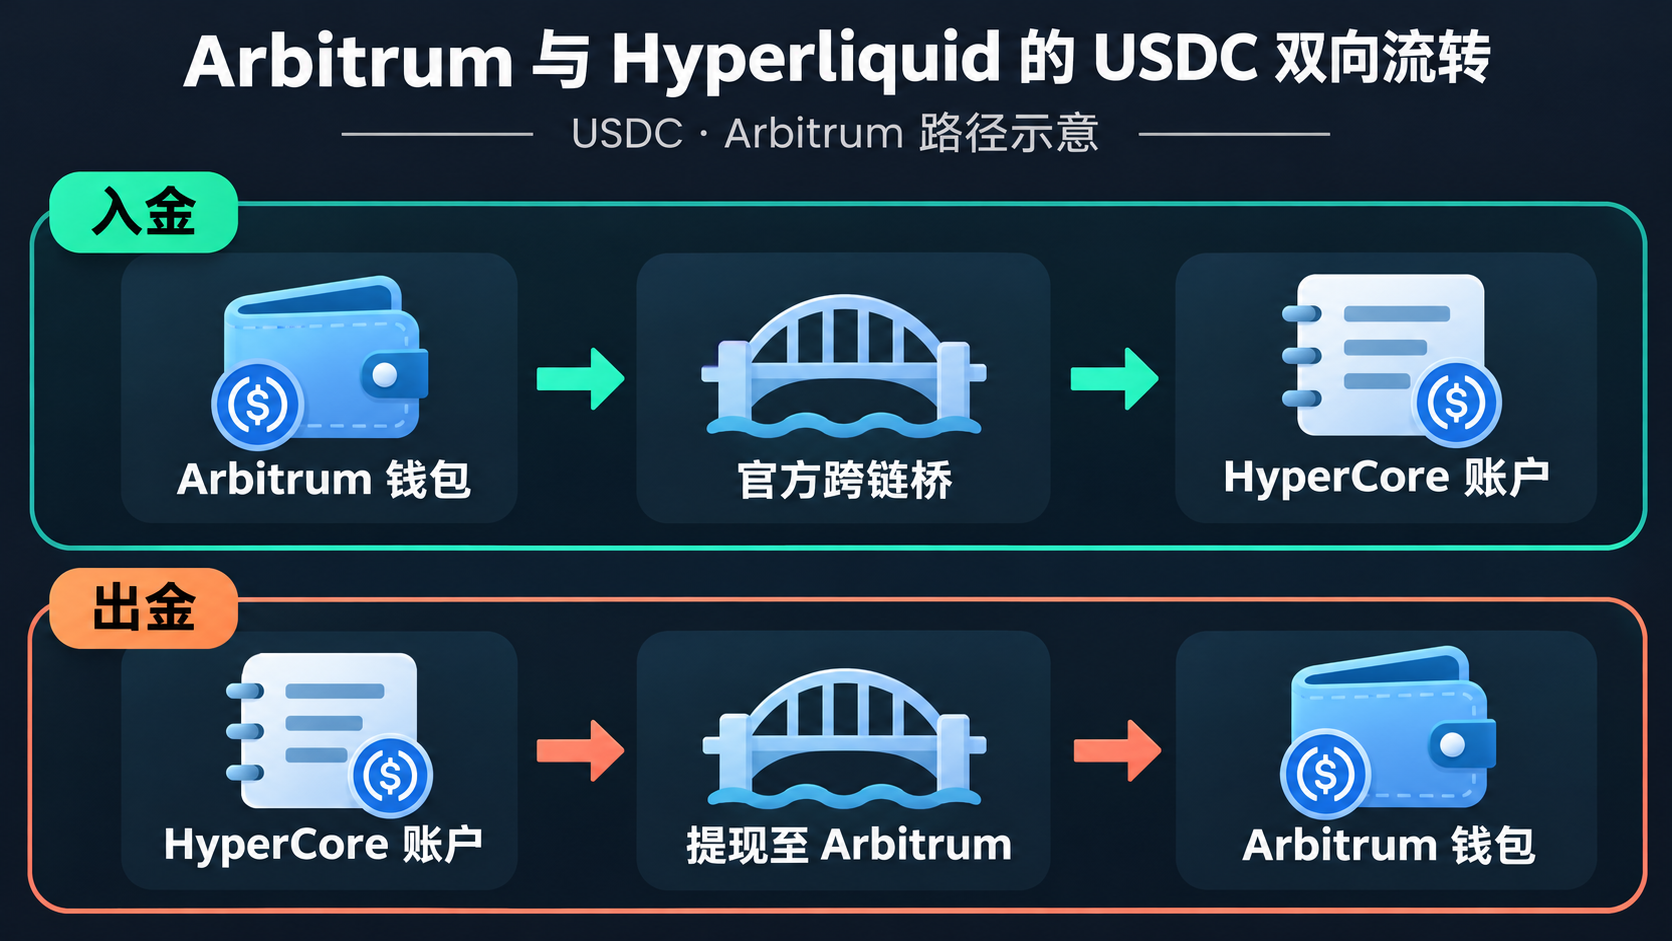 Arbitrum 与 Hyperliquid 的 USDC 双向流转
USDC · Arbitrum 路径示意
入金
Arbitrum 钱包
官方跨链桥
HyperCore 账户
出金
HyperCore 账户
提现至 Arbitrum
Arbitrum 钱包